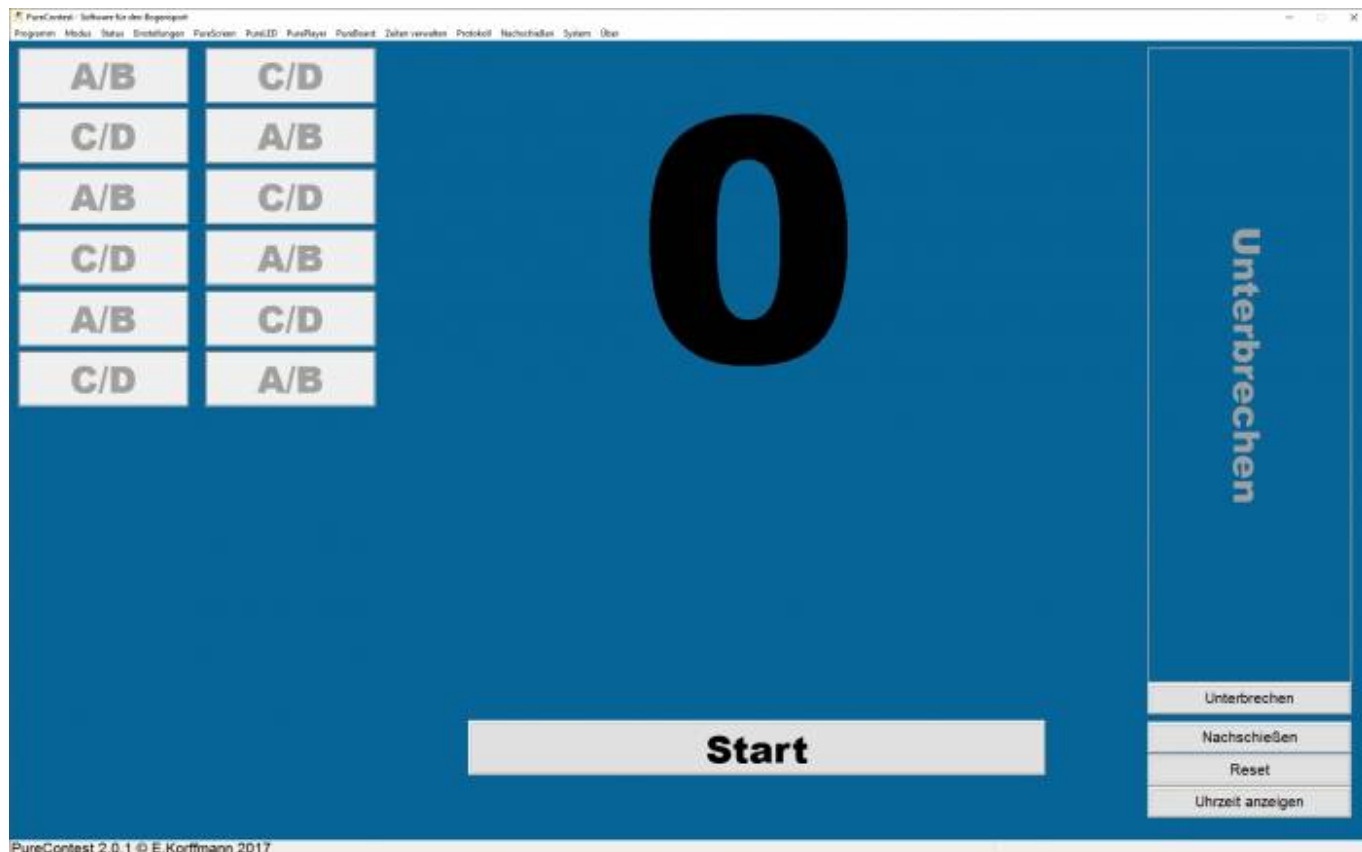 PureContest - Software für den Bogensport
Programm Modus Status Einstellungen PureScreen PureLED PurePlayer PureBoard Zeiten verwalten Protokoll Nachschießen System Über
A/B C/D
C/D A/B
A/B C/D
C/D A/B
A/B C/D
C/D A/B
0
Unterbrechen
Start
Unterbrechen
Nachschießen
Reset
Uhrzeit anzeigen
PureContest 2.0.1 © E.Korffmann 2017